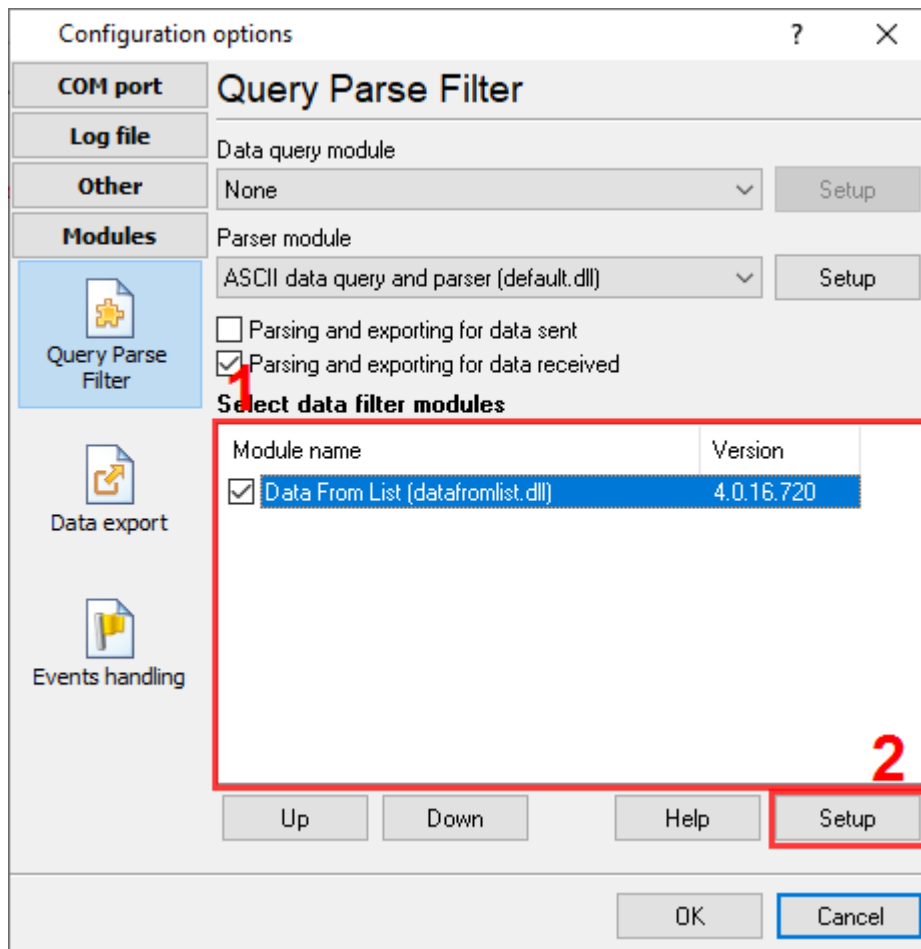 Configuration options
?
COM port
Log file
Other
Modules
Query Parse
Filter
Data export
Events handling
Query Parse Filter
Data query module
None
Setup
Parser module
ASCII data query and parser (default.dll)
Setup
Parsing and exporting for data sent
Parsing and exporting for data received
1
Select data filter modules
Module name Version
Data From List (datafromlist.dll) 4.0.16.720
2
Up Down Help Setup
OK Cancel